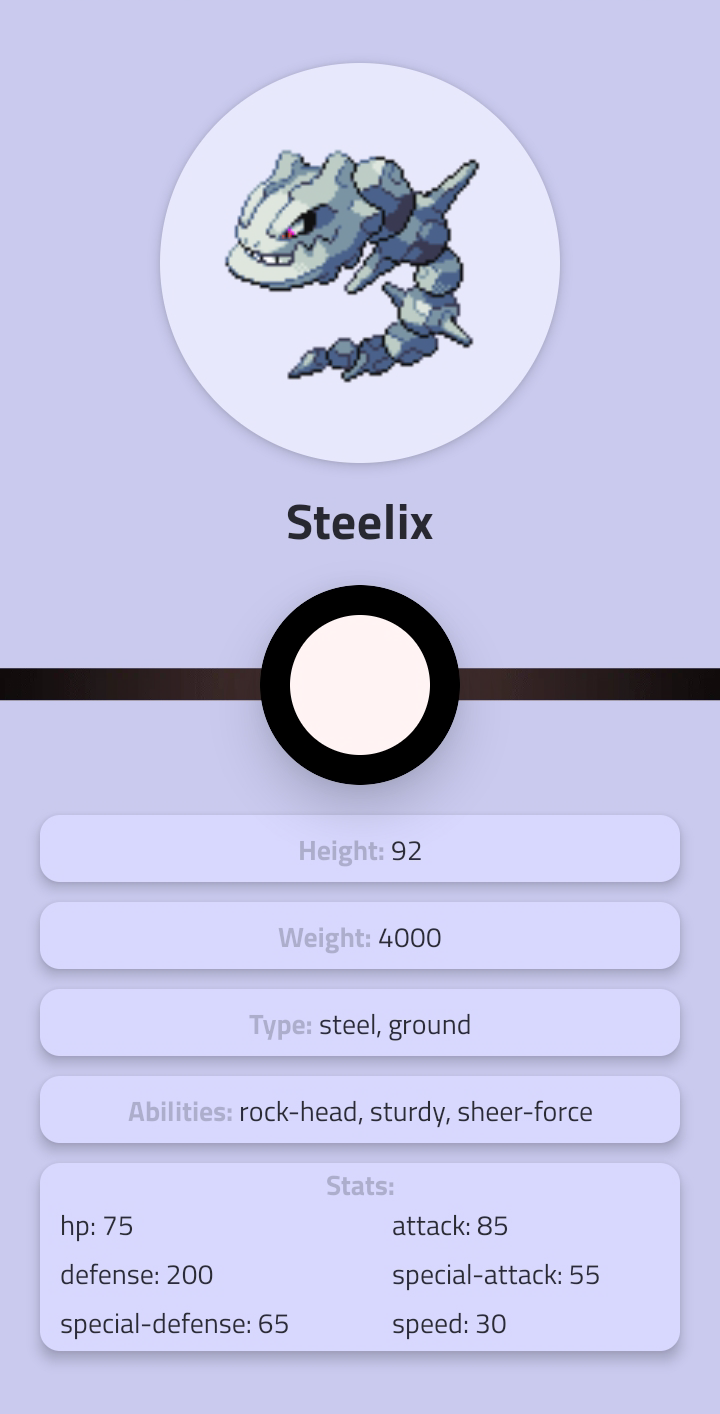 Steelix
Height: 92
Weight: 4000
Type: steel, ground
Abilities: rock-head, sturdy, sheer-force
Stats:
hp: 75 attack: 85
defense: 200 special-attack: 55
special-defense: 65 speed: 30